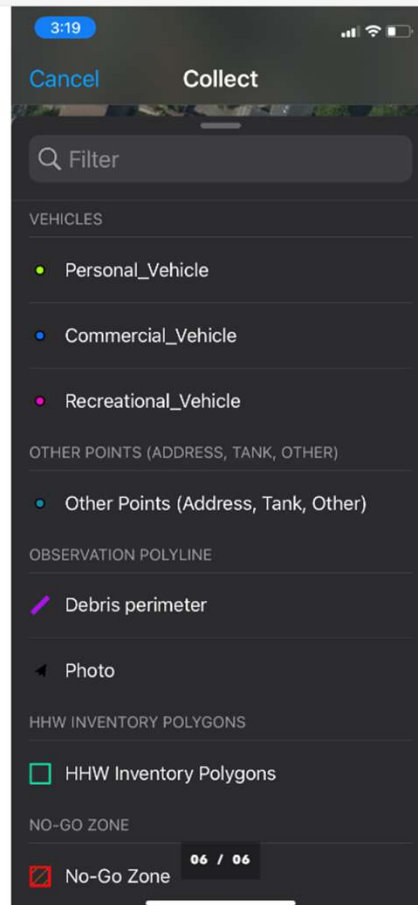 3:19
Cancel Collect
Filter
VEHICLES
Personal_Vehicle
Commercial_Vehicle
Recreational_Vehicle
OTHER POINTS (ADDRESS, TANK, OTHER)
Other Points (Address, Tank, Other)
OBSERVATION POLYLINE
Debris perimeter
Photo
HHW INVENTORY POLYGONS
HHW Inventory Polygons
NO-GO ZONE
No-Go Zone
06 / 06